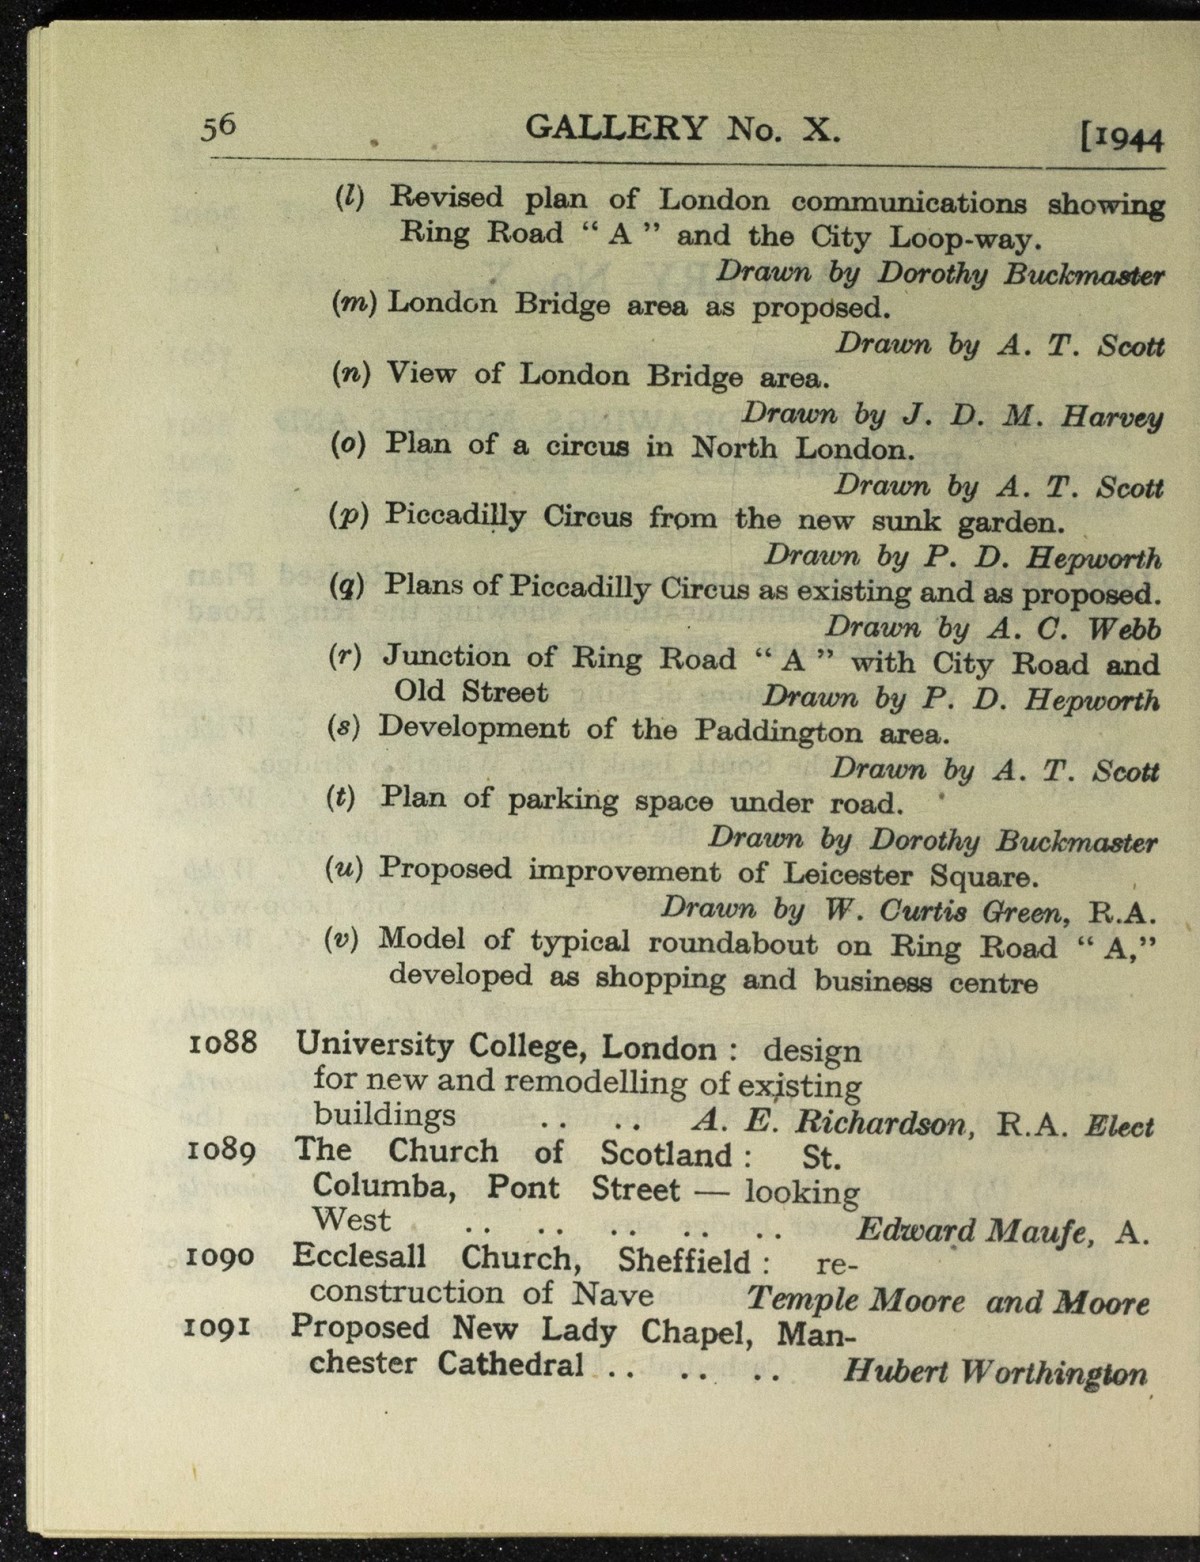 56 GALLERY No. X. [1944
(l) Revised plan of London communications showing
Ring Road “ A ” and the City Loop-way.
Drawn by Dorothy Buckmaster
(m) London Bridge area as proposed.
Drawn by A. T. Scott
(n) View of London Bridge area.
Drawn by J. D. M. Harvey
(o) Plan of a circus in North London.
Drawn by A. T. Scott
(p) Piccadilly Circus from the new sunk garden.
Drawn by P. D. Hepworth
(q) Plans of Piccadilly Circus as existing and as proposed.
Drawn by A. C. Webb
(r) Junction of Ring Road “ A ” with City Road and
Old Street Drawn by P. D. Hepworth
(s) Development of the Paddington area.
Drawn by A. T. Scott
(t) Plan of parking space under road.
Drawn by Dorothy Buckmaster
(u) Proposed improvement of Leicester Square.
Drawn by W. Curtis Green, R.A.
(v) Model of typical roundabout on Ring Road “ A,”
developed as shopping and business centre
1088 University College, London : design
for new and remodelling of existing
buildings .. .. A. E. Richardson, R.A. Elect
1089 The Church of Scotland : St.
Columba, Pont Street — looking
West .. .. .. .. .. Edward Maufe, A.
1090 Ecclesall Church, Sheffield : re-
construction of Nave Temple Moore and Moore
1091 Proposed New Lady Chapel, Man-
chester Cathedral .. .. .. Hubert Worthington